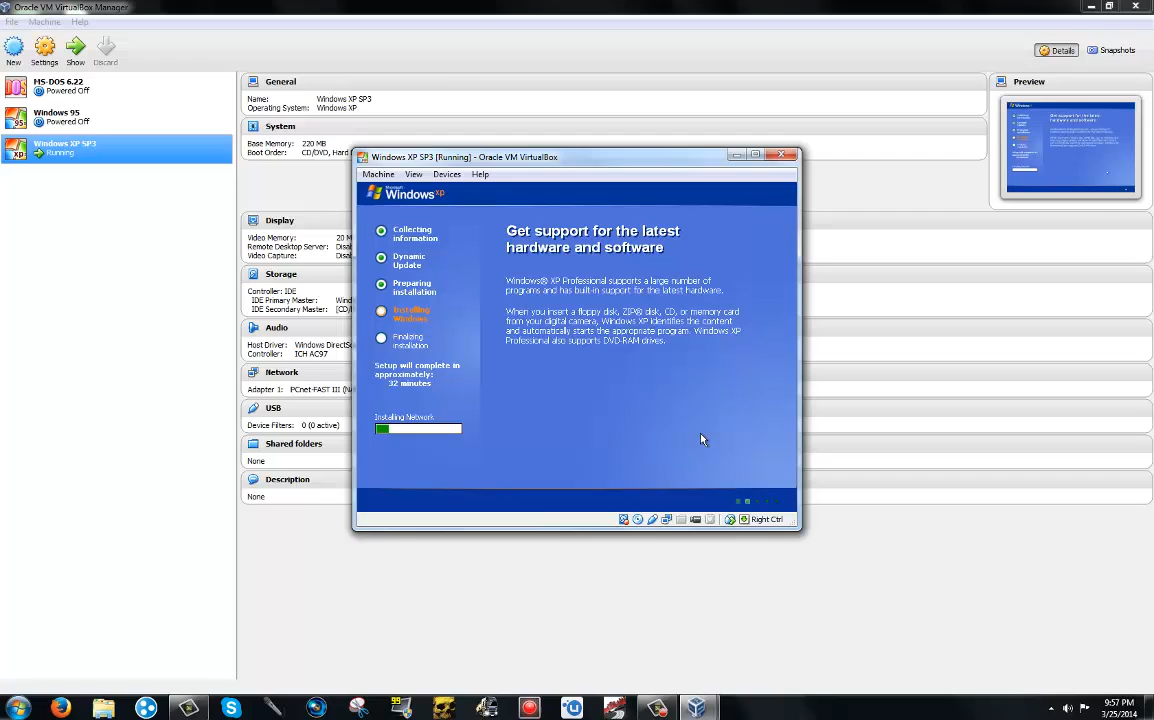 Oracle VM VirtualBox Manager
File Machine Help
New Settings Show Discard
Details Snapshots
MS-DOS 6.22
Powered Off
Windows 95
Powered Off
Windows XP SP3
Running
General
Name: Windows XP SP3
Operating System: Windows XP
System
Base Memory: 220 MB
Boot Order: CD/DVD, Hard
Display
Video Memory: 20 M
Remote Desktop Server: Disa
Video Capture: Disa
Storage
Controller: IDE
IDE Primary Master: Wind
IDE Secondary Master: [CD/
Audio
Host Driver: Windows DirectS
Controller: ICH AC97
Network
Adapter 1: PCnet-FAST III (NA
USB
Device Filters: 0 (0 active)
Shared folders
None
Description
None
Preview
Windows XP SP3 [Running] - Oracle VM VirtualBox
Machine View Devices Help
Microsoft
Windows xp
Collecting
information
Dynamic
Update
Preparing
installation
Installing
Windows
Finalizing
installation
Setup will complete in
approximately:
32 minutes
Installing Network
Get support for the latest
hardware and software
Windows® XP Professional supports a large number of
programs and has built-in support for the latest hardware.
When you insert a floppy disk, ZIP® disk, CD, or memory card
from your digital camera, Windows XP identifies the content
and automatically starts the appropriate program. Windows XP
Professional also supports DVD-RAM drives.
Right Ctrl
9:57 PM
3/25/2014